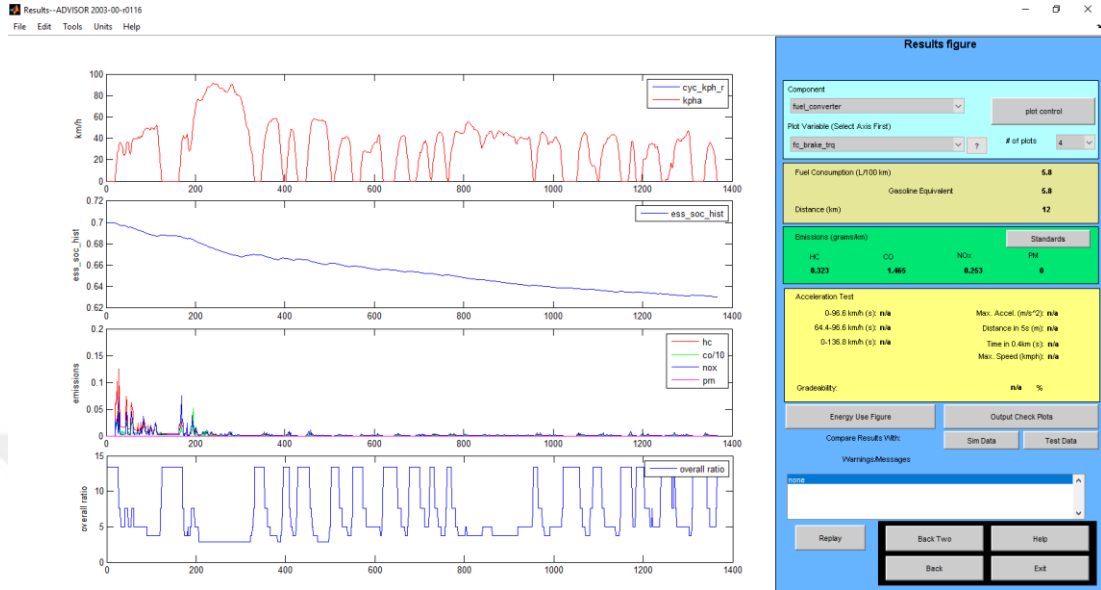 Results--ADVISOR 2003-00-r0116
File Edit Tools Units Help
100
80
60
40
20
0
km/h
cyc_kph_r
kpha
0 200 400 600 800 1000 1200 1400
0.72
0.7
0.68
0.66
0.64
0.62
ess_soc_hist
ess_soc_hist
0 200 400 600 800 1000 1200 1400
0.2
0.15
0.1
0.05
0
emissions
hc
co/10
nox
pm
0 200 400 600 800 1000 1200 1400
15
10
5
0
overall ratio
overall ratio
0 200 400 600 800 1000 1200 1400
Results figure
Component
fuel_converter
plot control
Plot Variable (Select Axis First)
fc_brake_trq
?
# of plots
4
Fuel Consumption (L/100 km) 5.8
Gasoline Equivalent 5.8
Distance (km) 12
Emissions (grams/km)
Standards
HC CO NOx PM
0.323 1.465 0.253 0
Acceleration Test
0-96.6 km/h (s): n/a Max. Accel. (m/s^2): n/a
64.4-96.6 km/h (s): n/a Distance in 5s (m): n/a
0-136.8 km/h (s): n/a Time in 0.4km (s): n/a
Max. Speed (kmph): n/a
Gradeability: n/a %
Energy Use Figure
Output Check Plots
Compare Results With:
Sim Data
Test Data
Warnings/Messages
none
Replay
Back Two
Help
Back
Exit